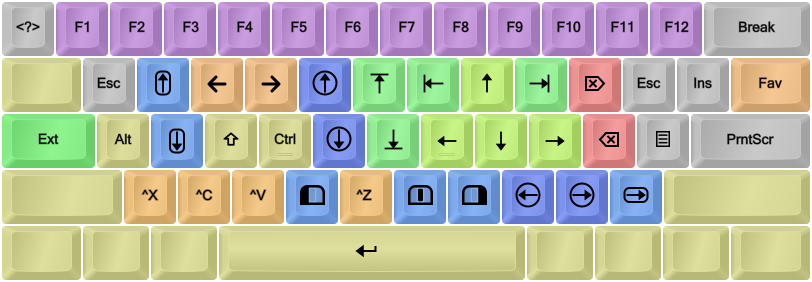 <?> F1 F2 F3 F4 F5 F6 F7 F8 F9 F10 F11 F12 Break
Esc Esc Ins Fav
Ext Alt Ctrl PrntScr
^X ^C ^V ^Z